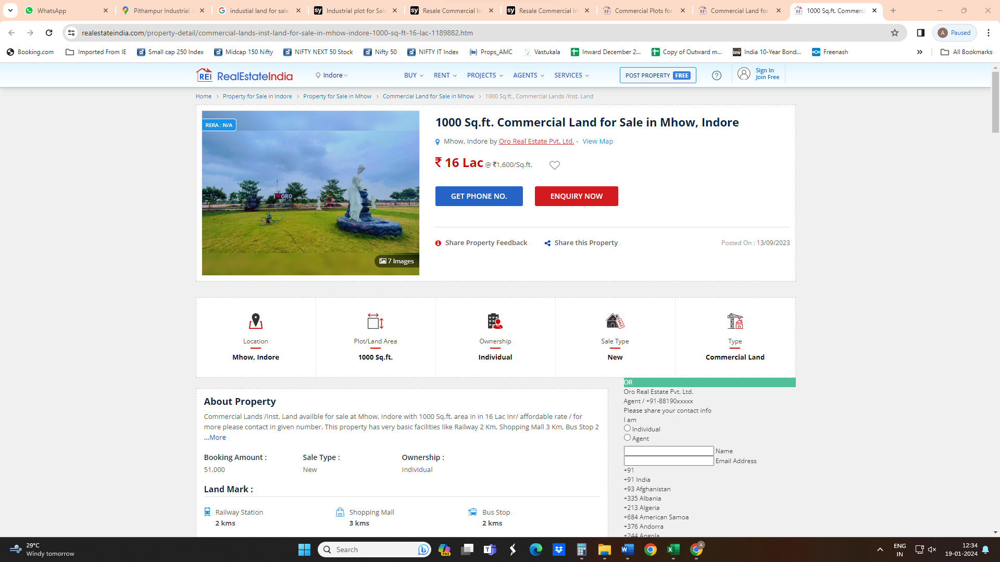 WhatsApp
Pithampur Industrial A
industial land for sale
Industrial plot for Sale
Resale Commercial In
Resale Commercial In
Commercial Plots for
Commercial Land for
1000 Sq.ft. Commerci
realestateindia.com/property-detail/commercial-lands-inst-land-for-sale-in-mhow-indore-1000-sq-ft-16-lac-1189882.htm
A Paused
Booking.com
Imported From IE
Small cap 250 Index
Midcap 150 Nifty
NIFTY NEXT 50 Stock
Nifty 50
NIFTY IT Index
Props_AMC
Vastukala
Inward December 2...
Copy of Outward m...
India 10-Year Bond...
Freenash
All Bookmarks
REI RealEstateIndia
Indore
BUY
RENT
PROJECTS
AGENTS
SERVICES
POST PROPERTY FREE
Sign In
Join Free
Home > Property for Sale in Indore > Property for Sale in Mhow > Commercial Land for Sale in Mhow > 1000 Sq.ft., Commercial Lands /Inst. Land
RERA : N/A
I ORO
7 Images
1000 Sq.ft. Commercial Land for Sale in Mhow, Indore
Mhow, Indore by Oro Real Estate Pvt. Ltd. - View Map
₹ 16 Lac @ ₹1,600/Sq.ft.
GET PHONE NO.
ENQUIRY NOW
Share Property Feedback
Share this Property
Posted On : 13/09/2023
Location
Mhow, Indore
Plot/Land Area
1000 Sq.ft.
Ownership
Individual
SALE
Sale Type
New
Type
Commercial Land
About Property
Commercial Lands /Inst. Land availble for sale at Mhow, Indore with 1000 Sq.ft. area in in 16 Lac Inr/ affordable rate / for
more please contact in given number. This property has very basic facilities like Railway 2 Km, Shopping Mall 3 Km, Bus Stop 2
...More
Booking Amount :
51,000
Sale Type :
New
Ownership :
Individual
Land Mark :
Railway Station
2 kms
Shopping Mall
3 kms
Bus Stop
2 kms
OR
Oro Real Estate Pvt. Ltd.
Agent / +91-88190xxxxx
Please share your contact info
I am
Individual
Agent
Name
Email Address
+91
+91 India
+93 Afghanistan
+335 Albania
+213 Algeria
+684 American Samoa
+376 Andorra
+244 Angola
29°C
Windy tomorrow
Search
PRE
ENG
IN
12:34
19-01-2024